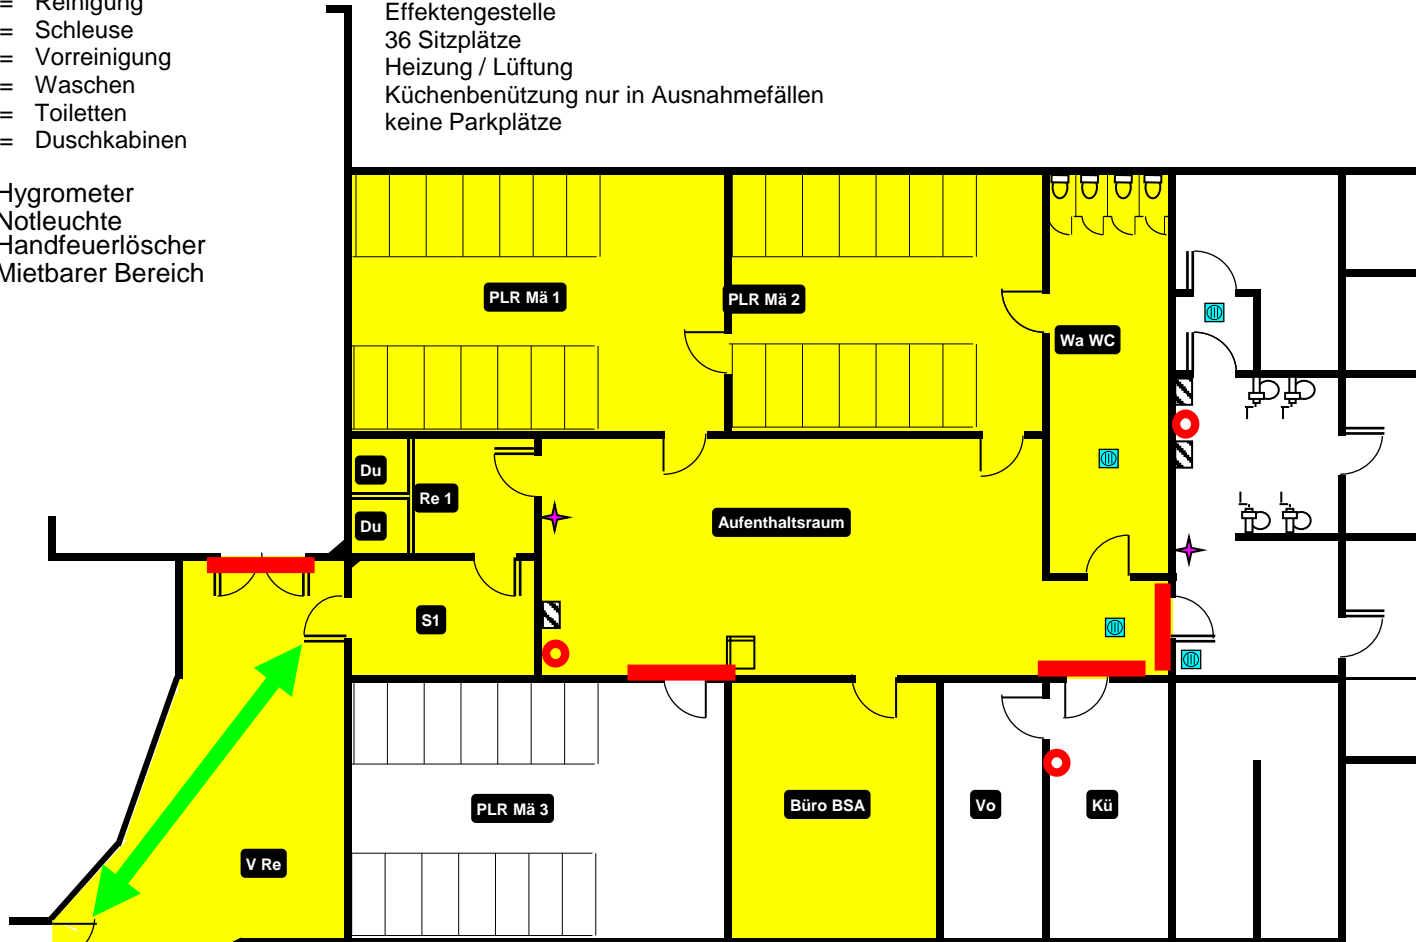 = Reinigung
= Schleuse
= Vorreinigung
= Waschen
= Toiletten
= Duschkabinen
Hygrometer
Notleuchte
Handfeuerlöscher
Mietbarer Bereich
Effektengestelle
36 Sitzplätze
Heizung / Lüftung
Küchenbenützung nur in Ausnahmefällen
keine Parkplätze
PLR Mä 1
PLR Mä 2
Wa WC
Du
Re 1
Du
Aufenthaltsraum
S1
PLR Mä 3
Büro BSA
Vo
Kü
V Re